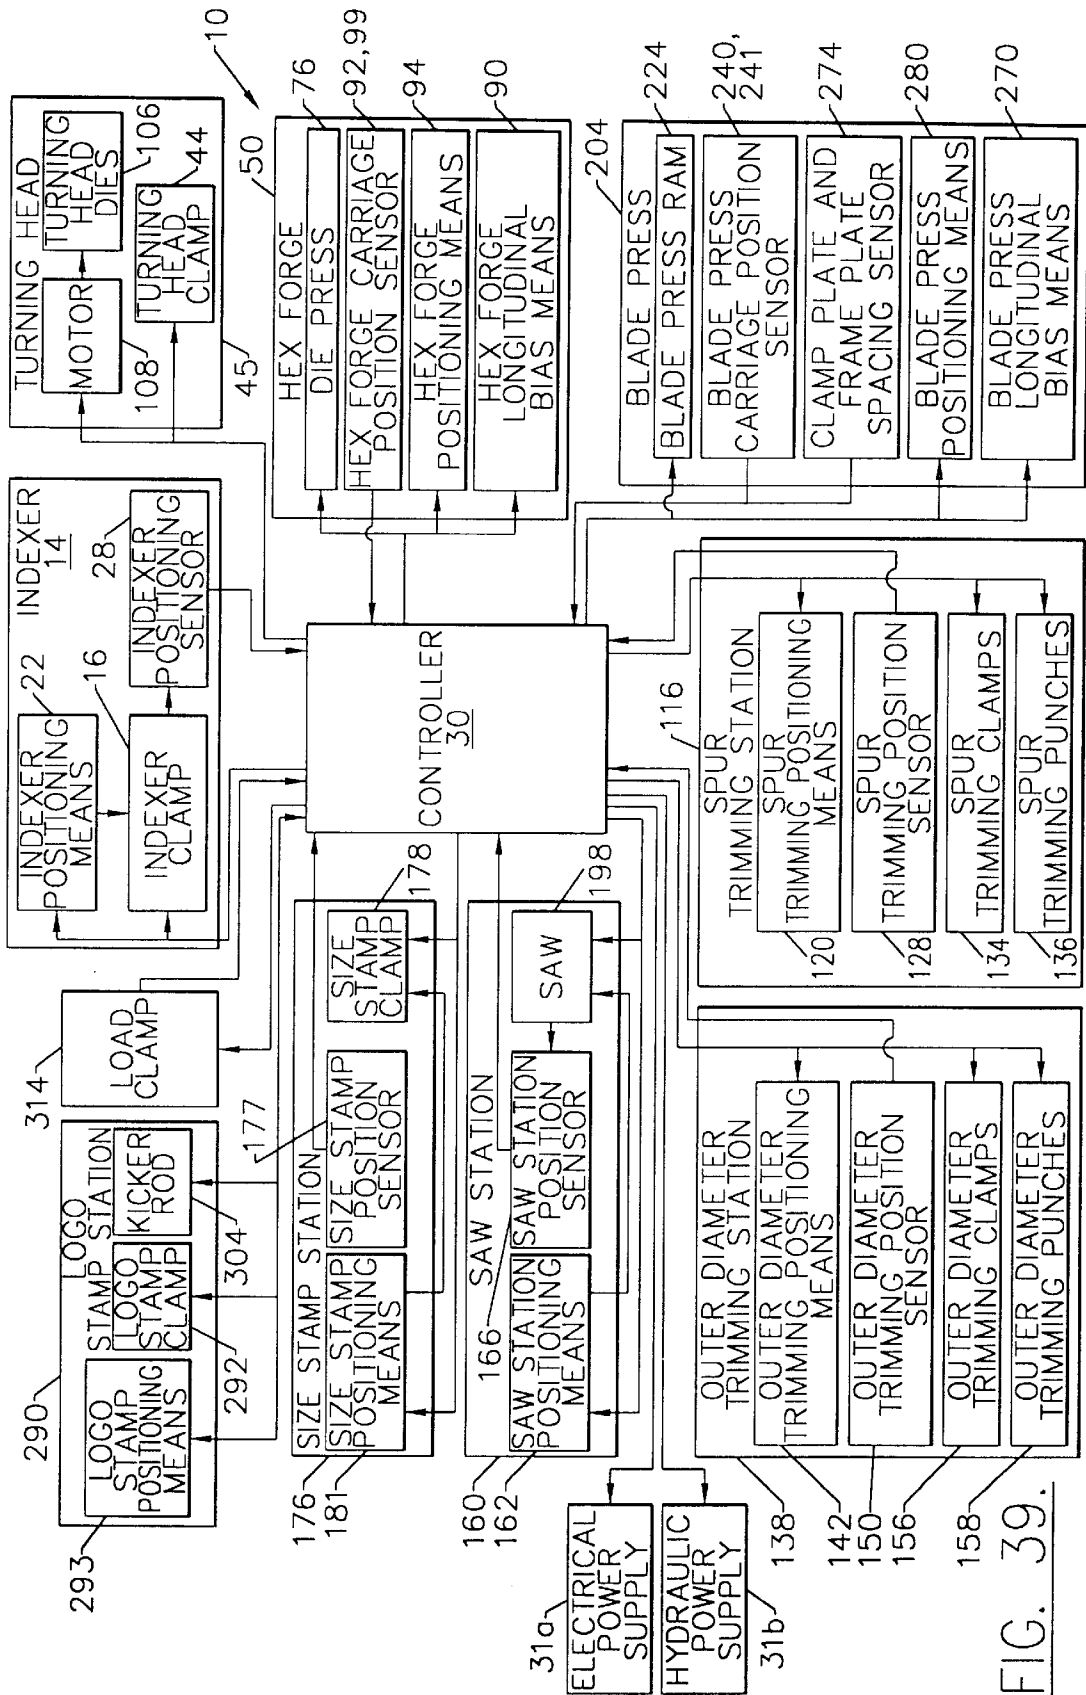 290
293
LOGO
STAMP STATION
LOGO
STAMP
POSITIONING
MEANS
LOGO
STAMP
CLAMP
292
KICKER
ROD
304
314
LOAD
CLAMP
INDEXER
14
INDEXER
POSITIONING
MEANS
22
INDEXER
CLAMP
16
INDEXER
POSITIONING
SENSOR
28
TURNING HEAD
MOTOR
108
TURNING
HEAD
DIES
106
TURNING
HEAD
CLAMP
44
45
10
SIZE STAMP STATION
176
SIZE STAMP
POSITIONING
MEANS
181
SIZE STAMP
POSITION
SENSOR
177
SIZE
STAMP
CLAMP
178
SAW STATION
160
SAW STATION
POSITIONING
MEANS
162
SAW STATION
POSITION
SENSOR
166
SAW
198
CONTROLLER
30
HEX FORGE
50
DIE PRESS
76
HEX FORGE CARRIAGE
POSITION SENSOR
92,99
HEX FORGE
POSITIONING MEANS
94
HEX FORGE
LONGITUDINAL
BIAS MEANS
90
ELECTRICAL
POWER
SUPPLY
31a
HYDRAULIC
POWER
SUPPLY
31b
OUTER DIAMETER
TRIMMING STATION
138
OUTER DIAMETER
TRIMMING POSITIONING
MEANS
142
OUTER DIAMETER
TRIMMING POSITION
SENSOR
150
OUTER DIAMETER
TRIMMING CLAMPS
156
OUTER DIAMETER
TRIMMING PUNCHES
158
SPUR
TRIMMING STATION
116
SPUR
TRIMMING POSITIONING
MEANS
120
SPUR
TRIMMING POSITION
SENSOR
128
SPUR
TRIMMING CLAMPS
134
SPUR
TRIMMING PUNCHES
136
BLADE PRESS
204
BLADE PRESS RAM
224
BLADE PRESS
CARRIAGE POSITION
SENSOR
240,
241
CLAMP PLATE AND
FRAME PLATE
SPACING SENSOR
274
BLADE PRESS
POSITIONING MEANS
280
BLADE PRESS
LONGITUDINAL
BIAS MEANS
270
FIG. 39.